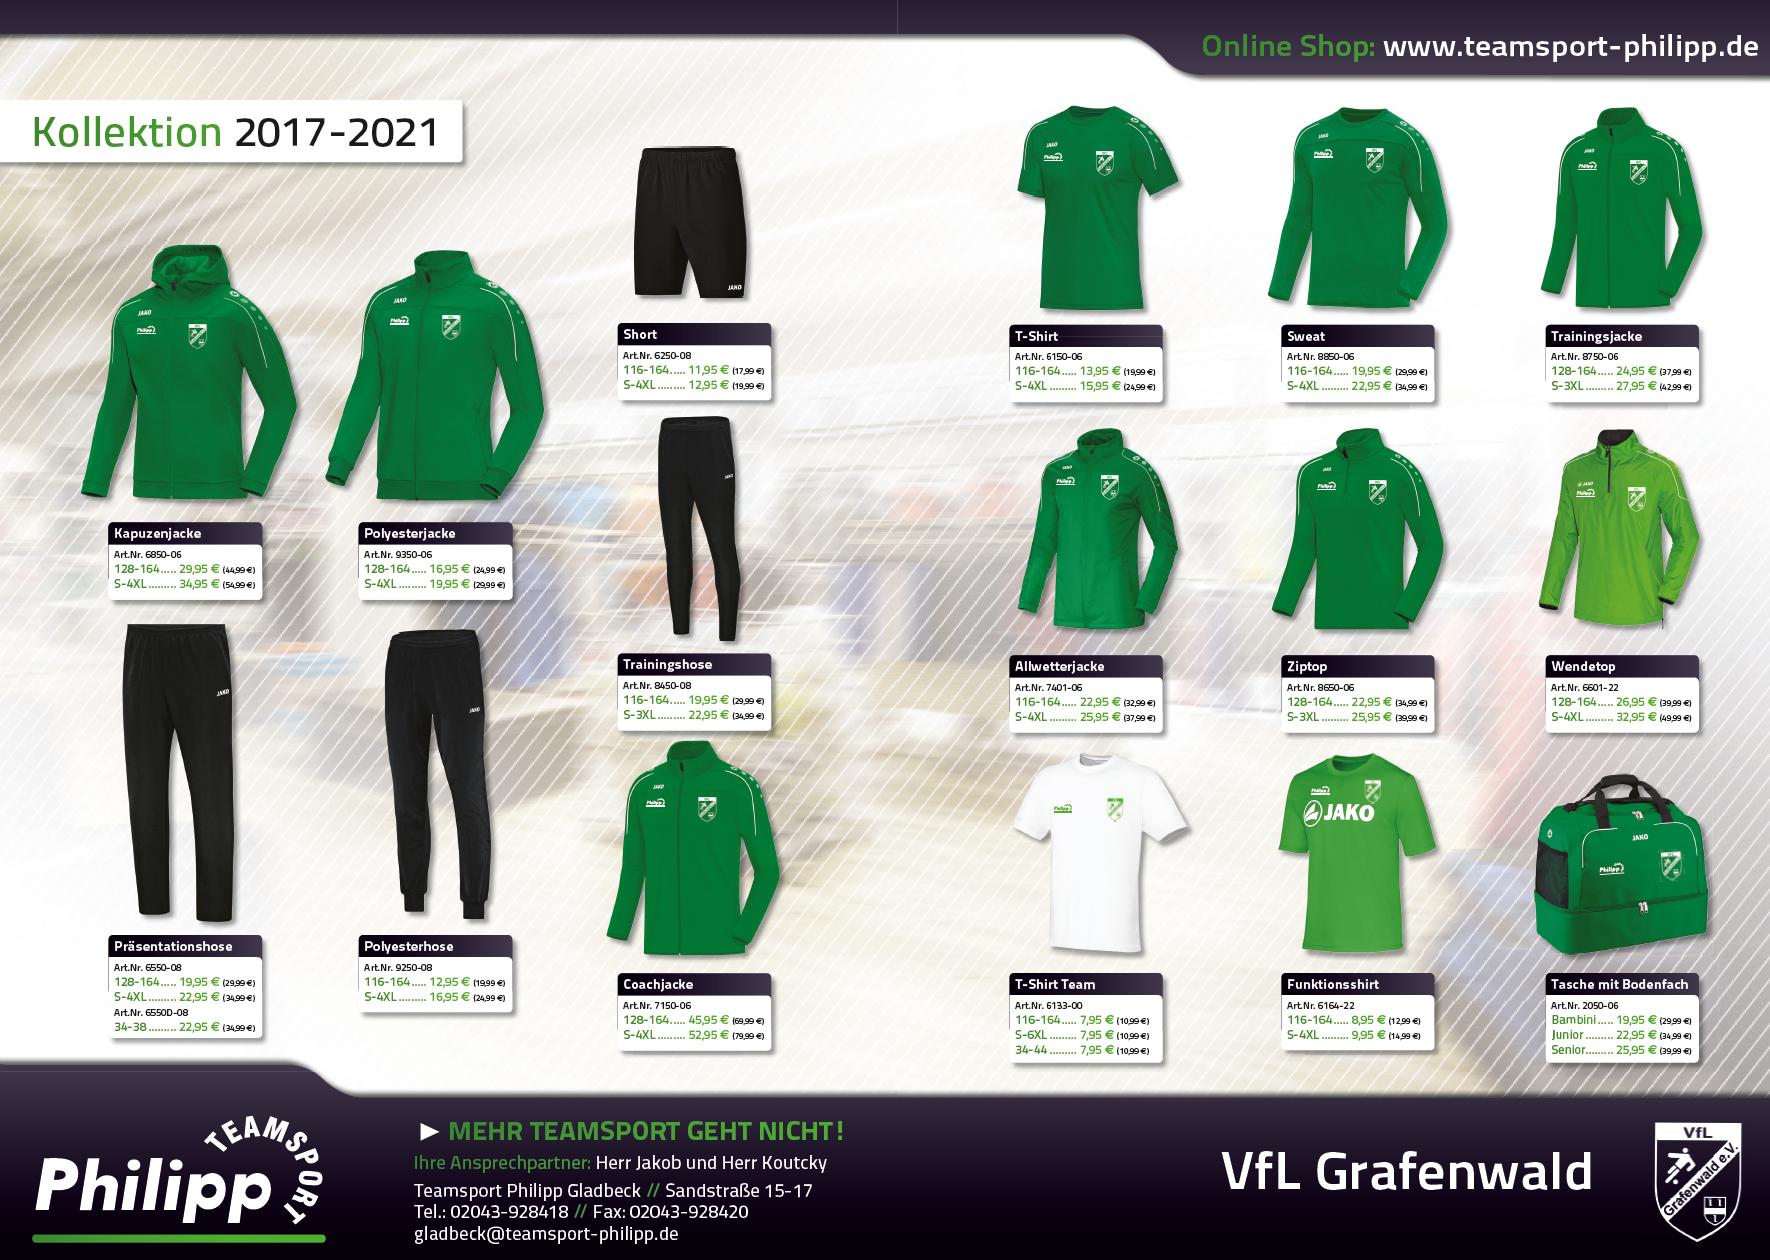 Online Shop: www.teamsport-philipp.de
Kollektion 2017-2021
Short
Art.Nr. 6250-08
116-164..... 11,95 € (17,99 €)
S-4XL......... 12,95 € (19,99 €)
T-Shirt
Art.Nr. 6150-06
116-164..... 13,95 € (19,99 €)
S-4XL......... 15,95 € (24,99 €)
Sweat
Art.Nr. 8850-06
116-164..... 19,95 € (29,99 €)
S-4XL......... 22,95 € (34,99 €)
Trainingsjacke
Art.Nr. 8750-06
128-164..... 24,95 € (37,99 €)
S-3XL......... 27,95 € (42,99 €)
Kapuzenjacke
Art.Nr. 6850-06
128-164..... 29,95 € (44,99 €)
S-4XL......... 34,95 € (54,99 €)
Polyesterjacke
Art.Nr. 9350-06
128-164..... 16,95 € (24,99 €)
S-4XL......... 19,95 € (29,99 €)
Trainingshose
Art.Nr. 8450-08
116-164..... 19,95 € (29,99 €)
S-3XL......... 22,95 € (34,99 €)
Allwetterjacke
Art.Nr. 7401-06
116-164..... 22,95 € (32,99 €)
S-4XL......... 25,95 € (37,99 €)
Ziptop
Art.Nr. 8650-06
128-164..... 22,95 € (34,99 €)
S-3XL......... 25,95 € (39,99 €)
Wendetop
Art.Nr. 6601-22
128-164..... 26,95 € (39,99 €)
S-4XL......... 32,95 € (49,99 €)
Präsentationshose
Art.Nr. 6550-08
128-164..... 19,95 € (29,99 €)
S-4XL......... 22,95 € (34,99 €)
Art.Nr. 6550D-08
34-38......... 22,95 € (34,99 €)
Polyesterhose
Art.Nr. 9250-08
116-164..... 12,95 € (19,99 €)
S-4XL......... 16,95 € (24,99 €)
Coachjacke
Art.Nr. 7150-06
128-164..... 45,95 € (69,99 €)
S-4XL......... 52,95 € (79,99 €)
T-Shirt Team
Art.Nr. 6133-00
116-164..... 7,95 € (10,99 €)
S-6XL......... 7,95 € (10,99 €)
34-44......... 7,95 € (10,99 €)
JAKO
Funktionsshirt
Art.Nr. 6164-22
116-164..... 8,95 € (12,99 €)
S-4XL......... 9,95 € (14,99 €)
Tasche mit Bodenfach
Art.Nr. 2050-06
Bambini..... 19,95 € (29,99 €)
Junior........ 22,95 € (34,99 €)
Senior........ 25,95 € (39,99 €)
TEAMSPORT
Philipp
► MEHR TEAMSPORT GEHT NICHT!
Ihre Ansprechpartner: Herr Jakob und Herr Koutcky
Teamsport Philipp Gladbeck // Sandstraße 15-17
Tel.: 02043-928418 // Fax: 02043-928420
gladbeck@teamsport-philipp.de
VfL Grafenwald
VfL
Grafenwald e.V.